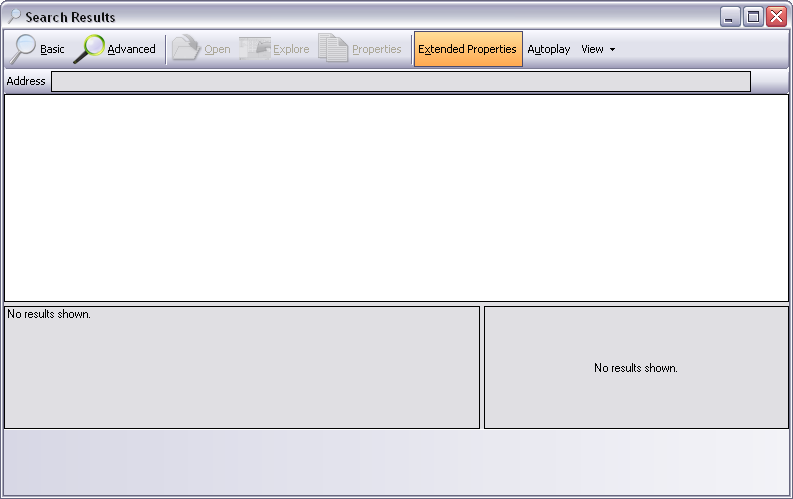 Search Results
Basic Advanced Open Explore Properties Extended Properties Autoplay View
Address
No results shown.
No results shown.